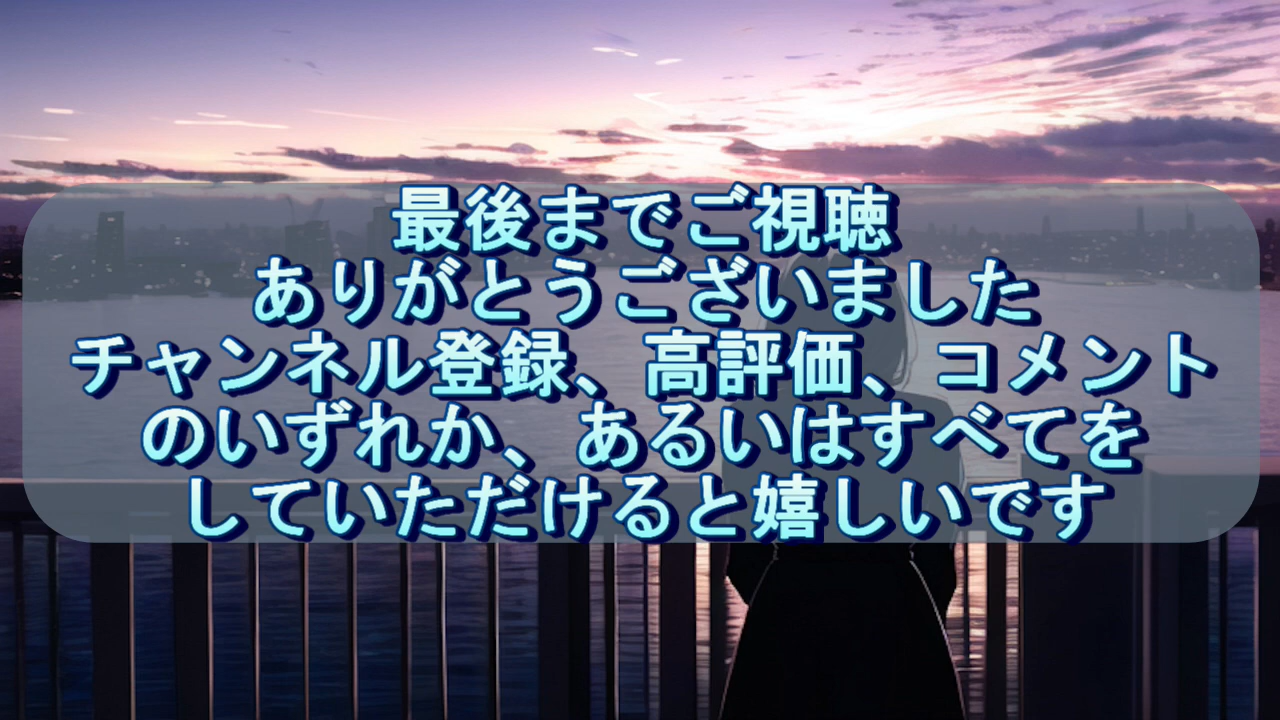 最後までご視聴
ありがとうございました
チャンネル登録、高評価、コメント
のいずれか、あるいはすべてを
していただけると嬉しいです